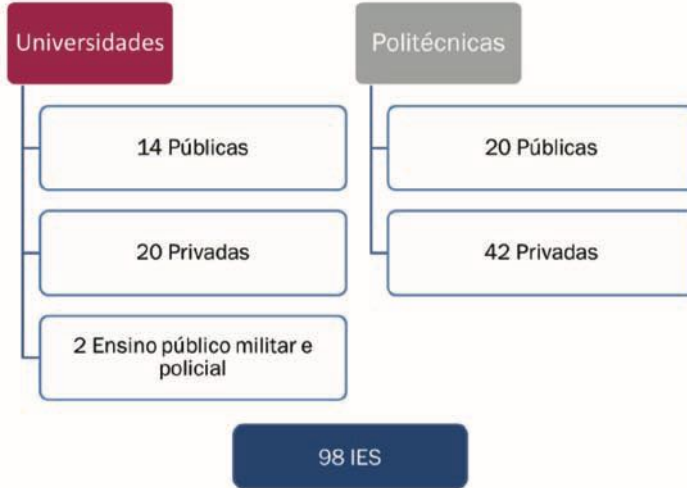 Universidades
14 Públicas
20 Privadas
2 Ensino público militar e
policial
Politécnicas
20 Públicas
42 Privadas
98 IES